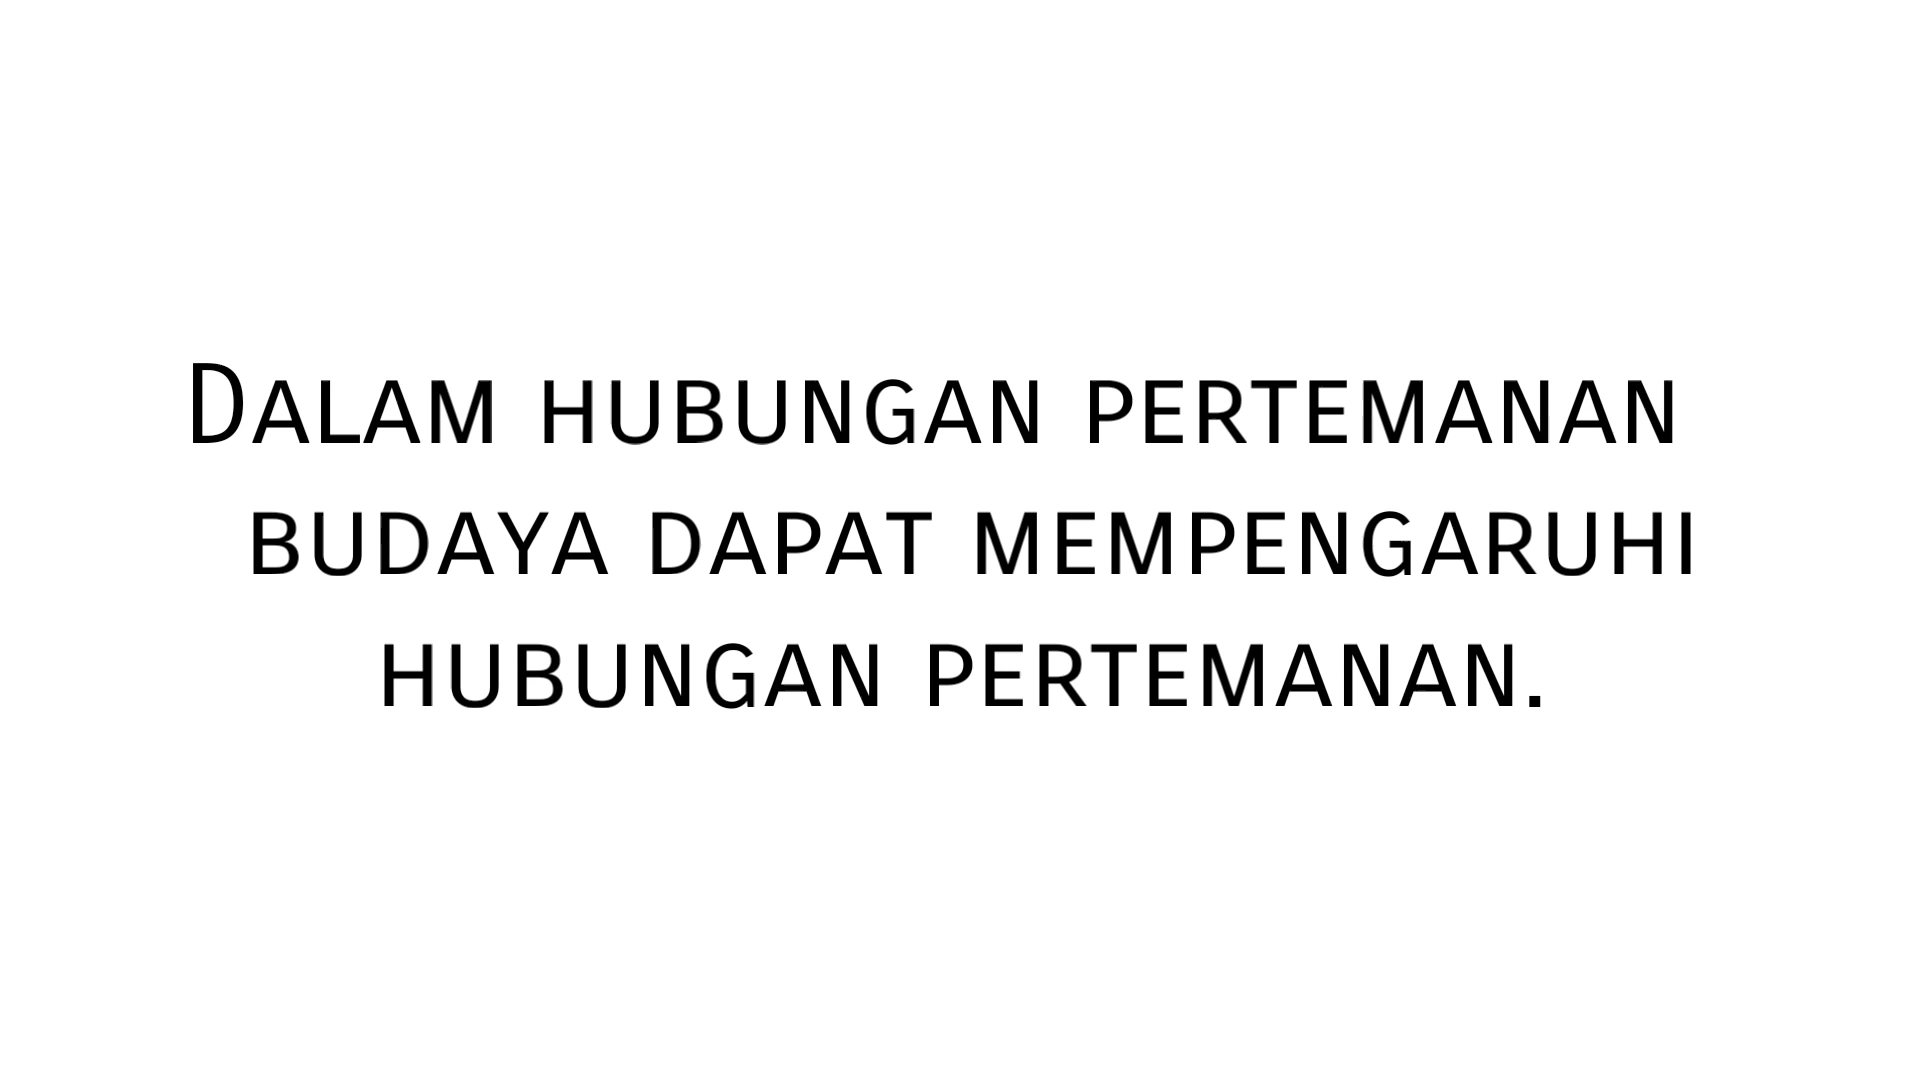 Dalam hubungan pertemanan
budaya dapat mempengaruhi
hubungan pertemanan.